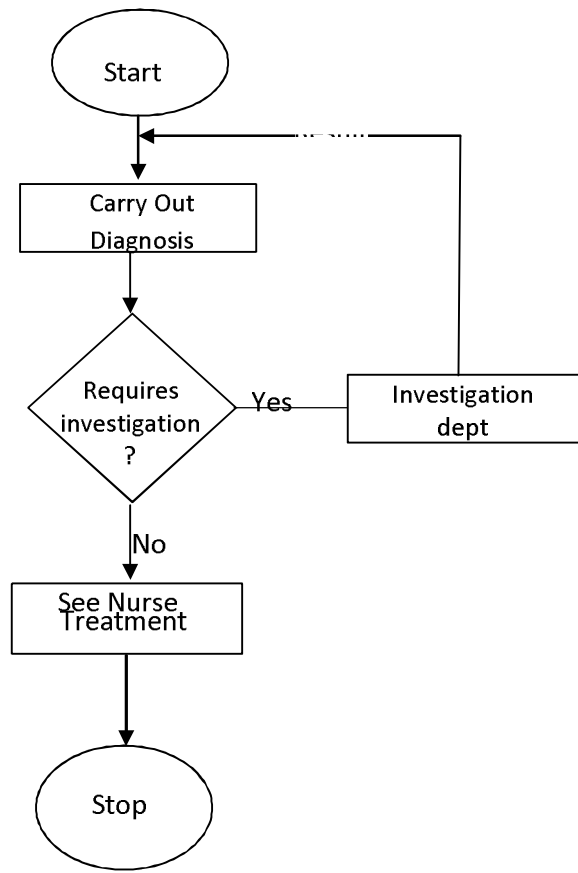 Start
Carry Out
Diagnosis
Requires
investigation
?
Yes
Investigation
dept
No
See Nurse
Treatment
Stop